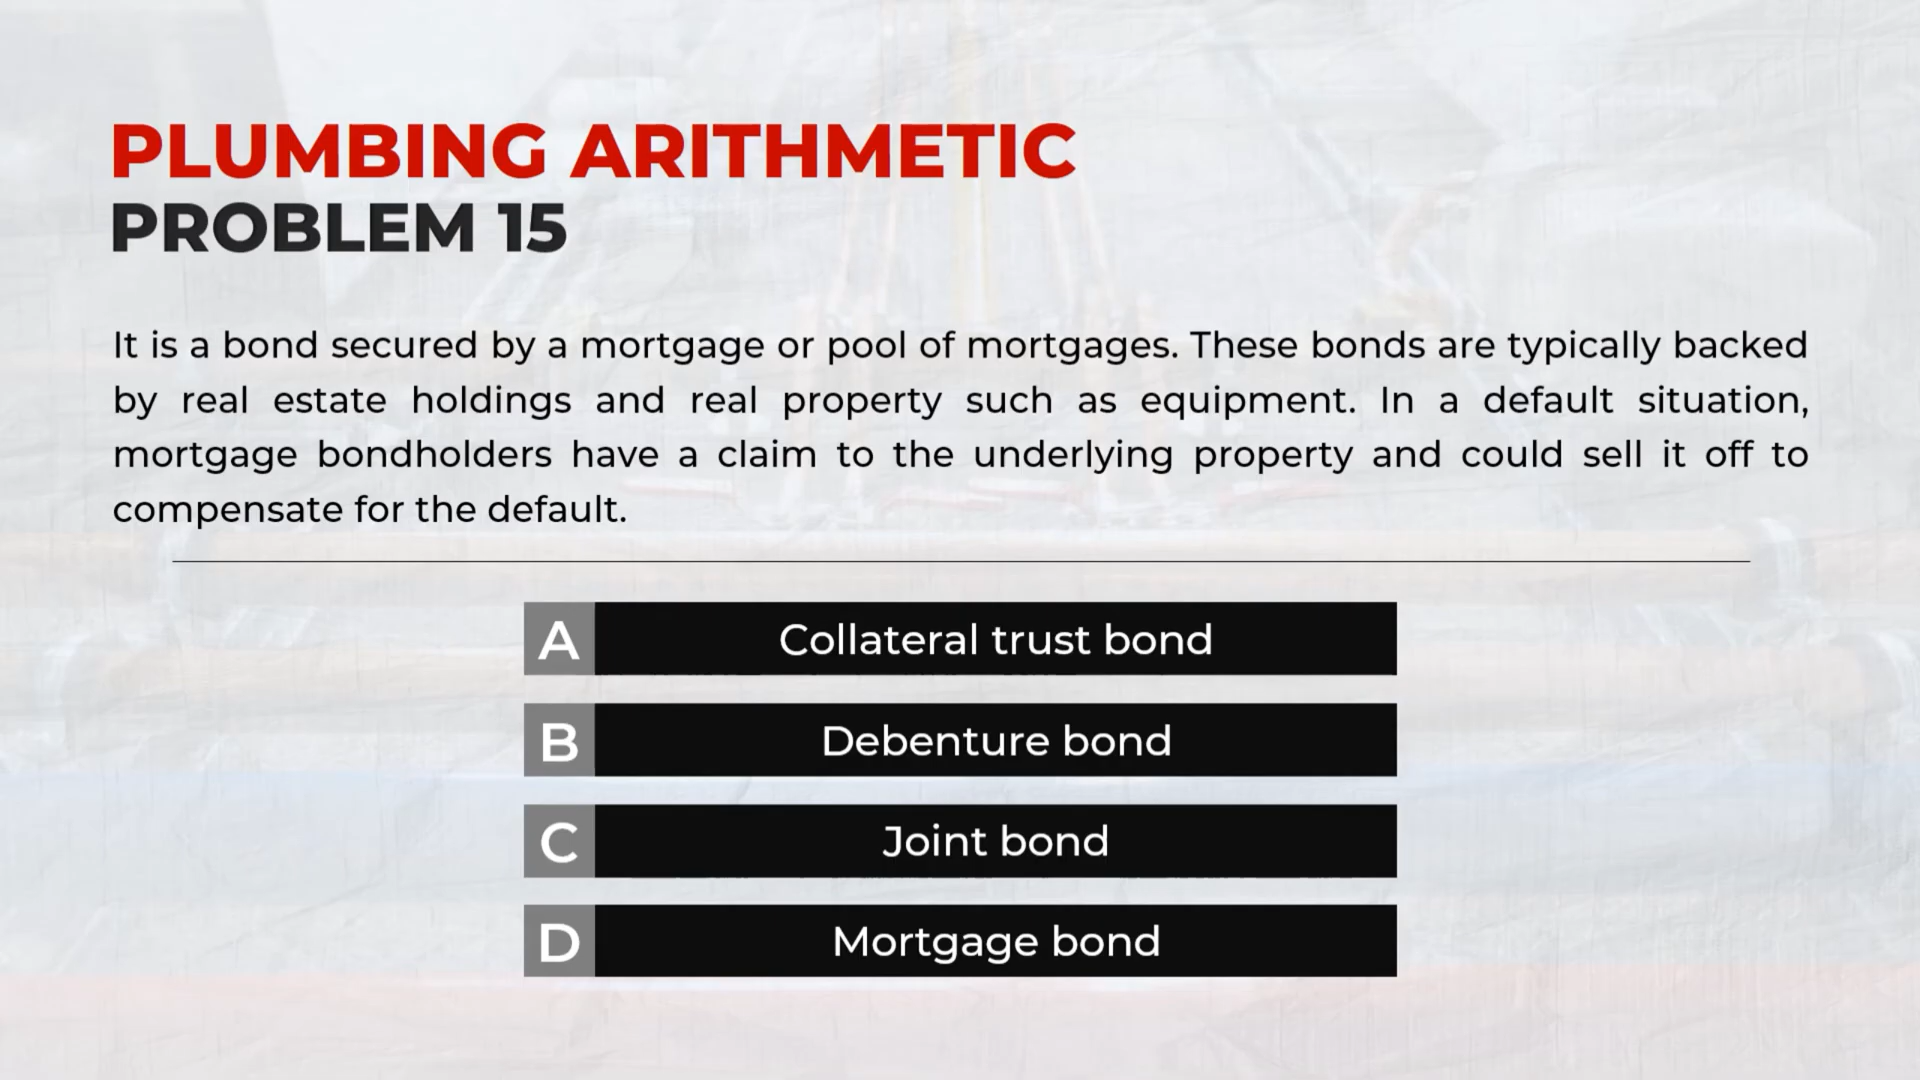 PLUMBING ARITHMETIC
PROBLEM 15
It is a bond secured by a mortgage or pool of mortgages. These bonds are typically backed
by real estate holdings and real property such as equipment. In a default situation,
mortgage bondholders have a claim to the underlying property and could sell it off to
compensate for the default.
A Collateral trust bond
B Debenture bond
C Joint bond
D Mortgage bond